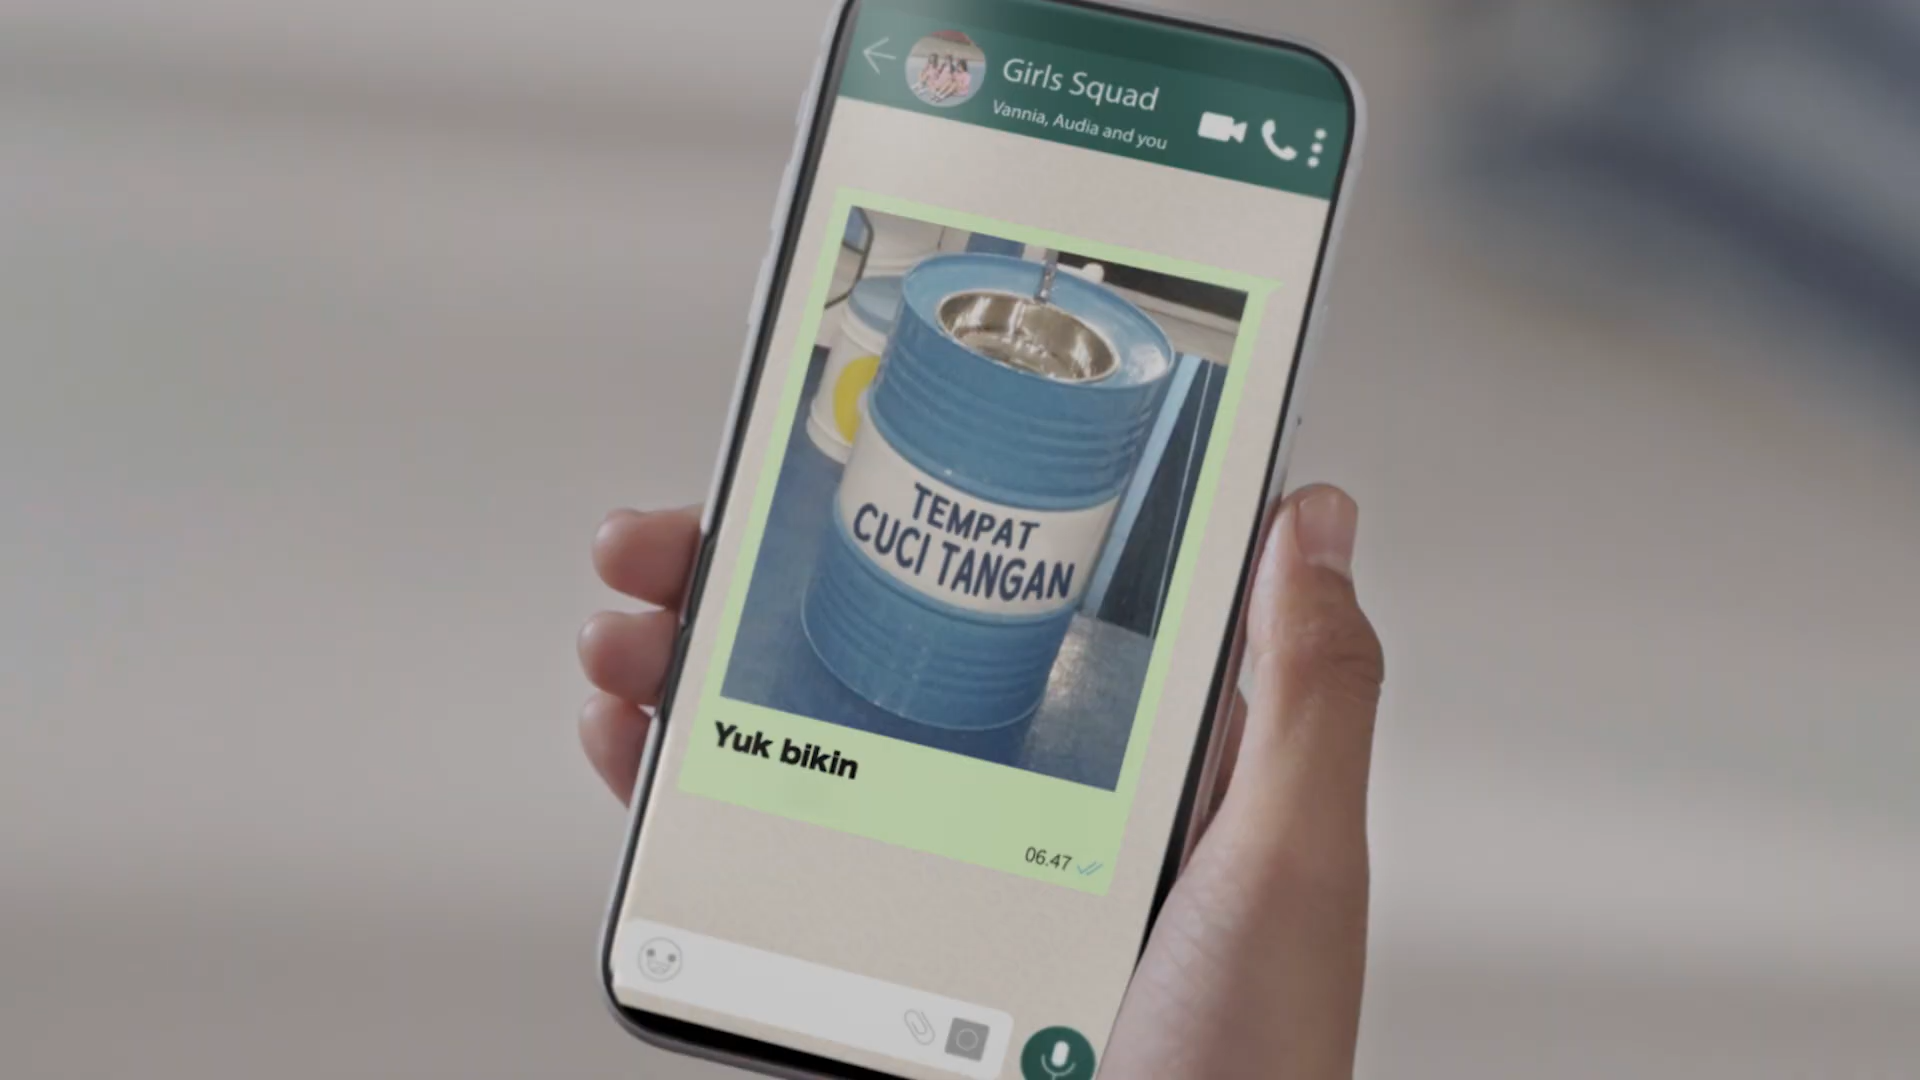 Girls Squad
Vannia, Audia and you
TEMPAT
CUCI TANGAN
Yuk bikin
06.47